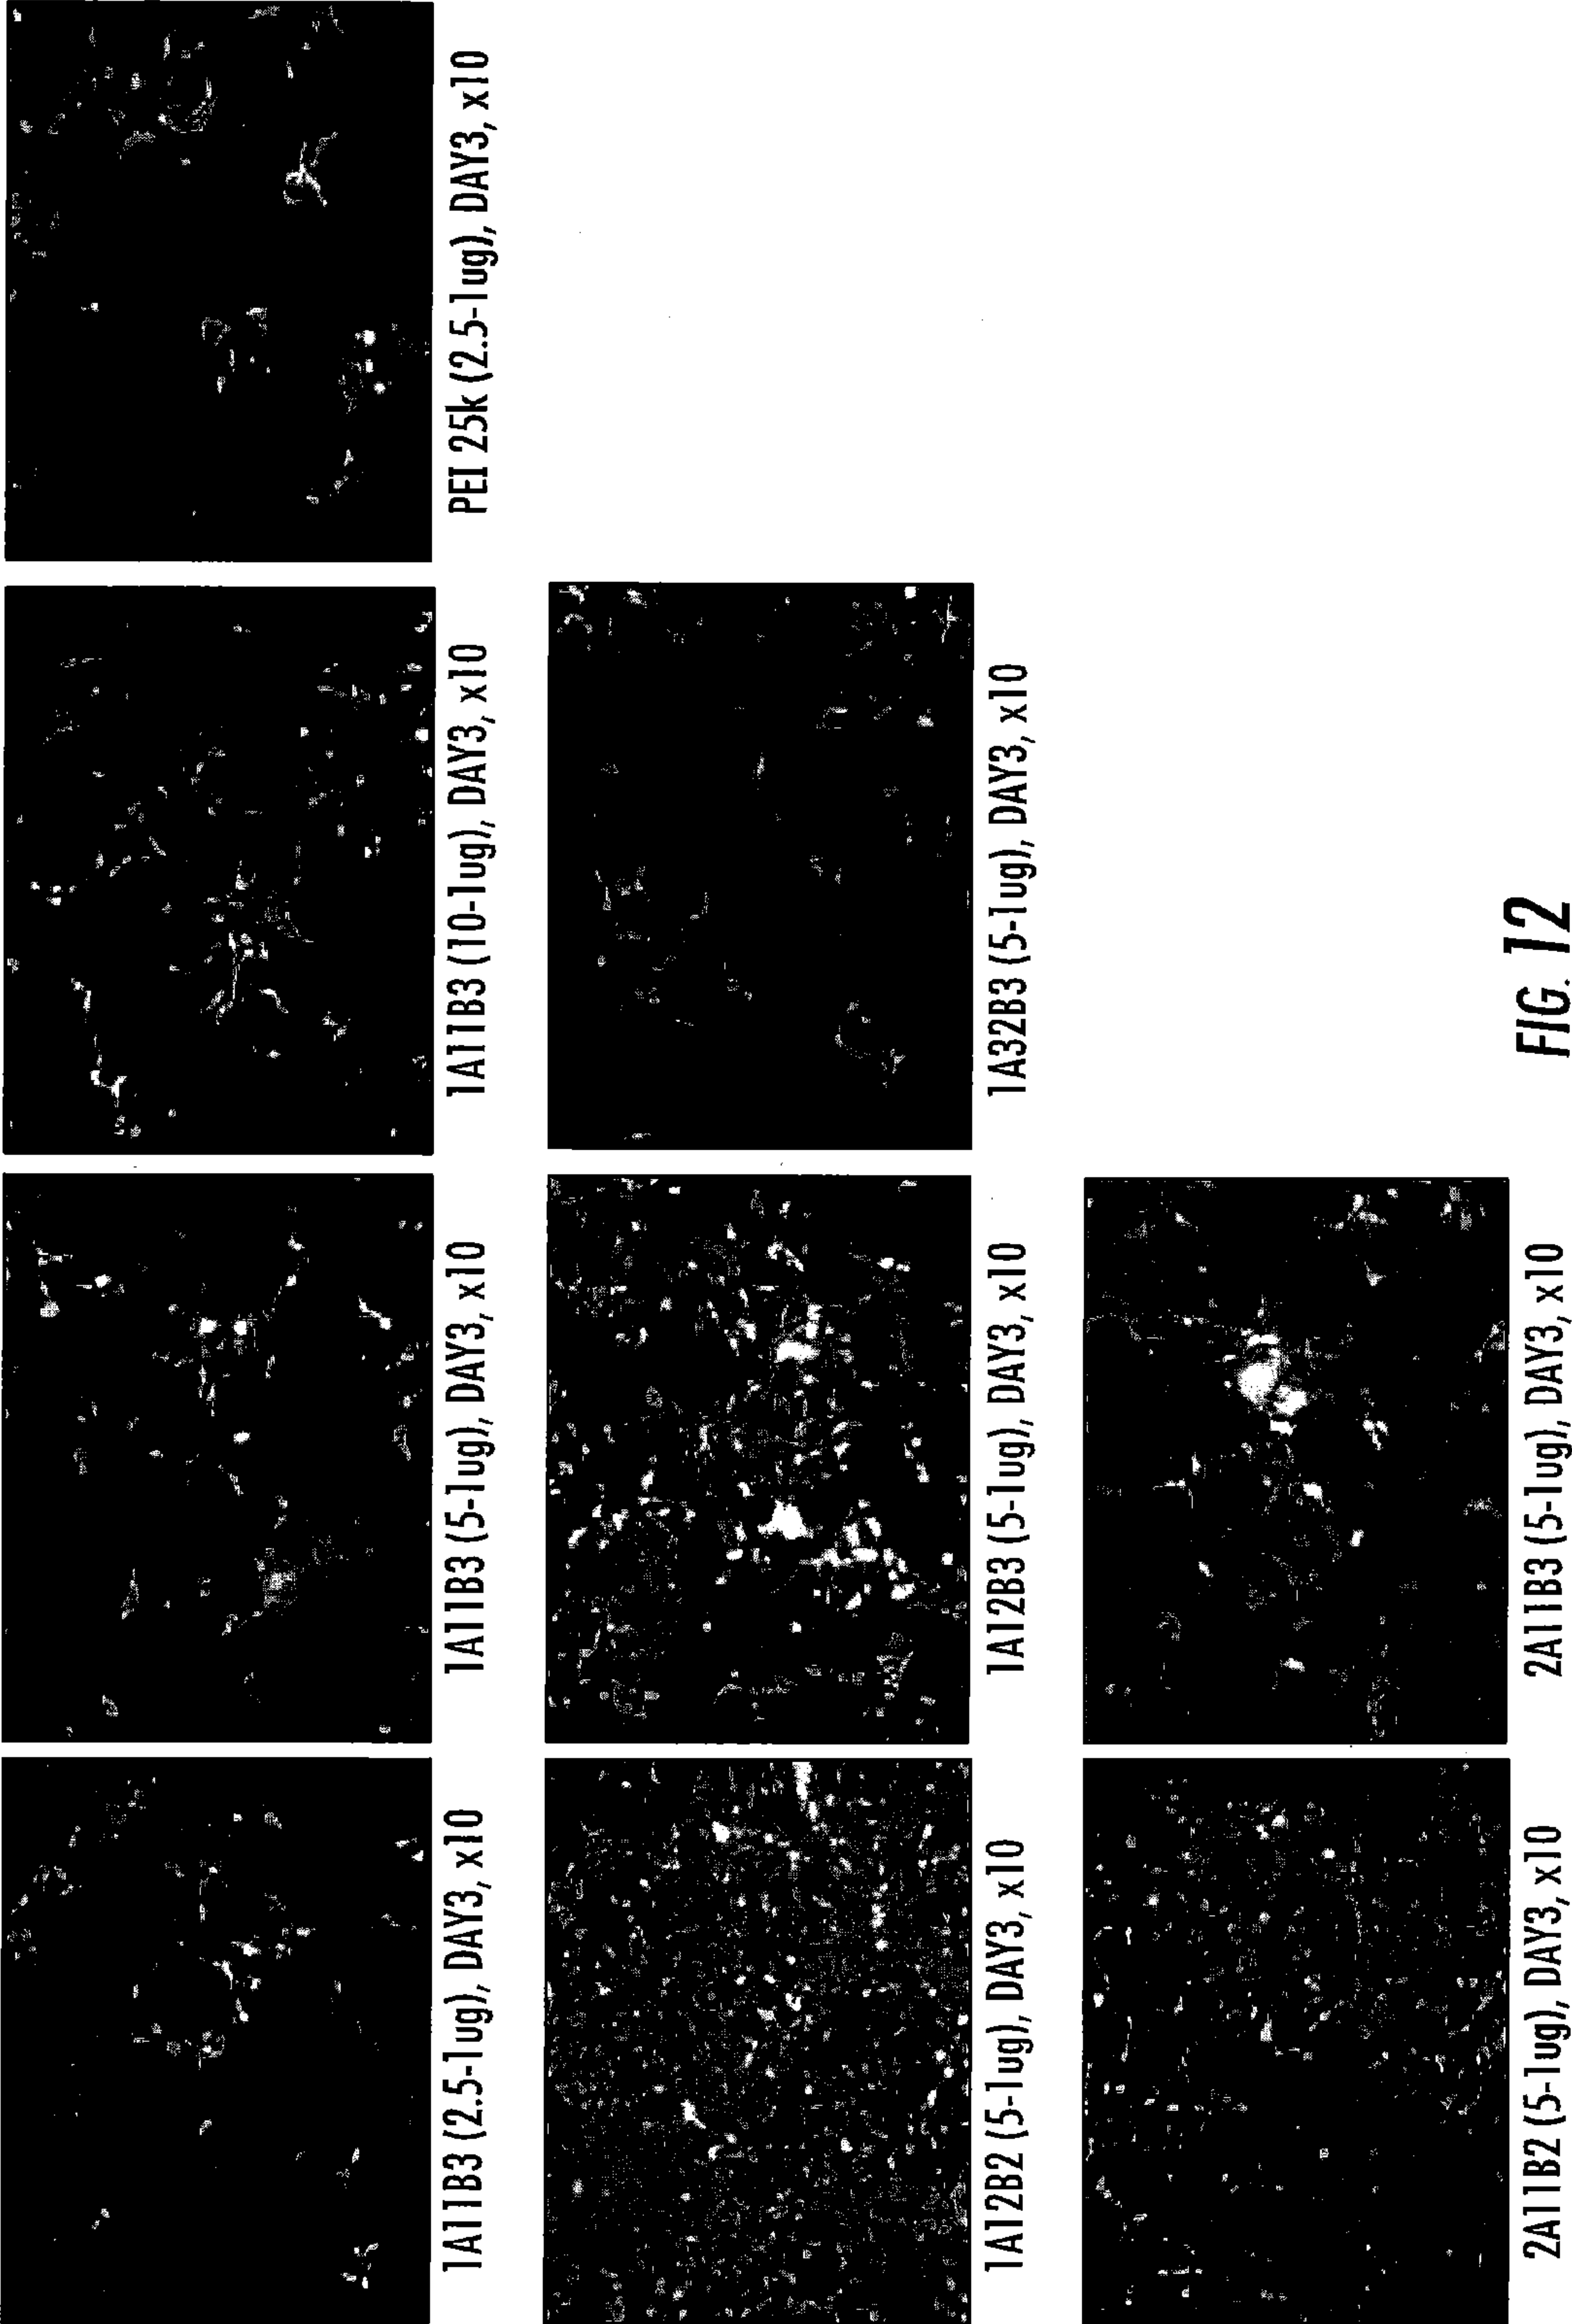 1A11B3 (2.5-1ug), DAY3, x10
1A11B3 (5-1ug), DAY3, x10
1A11B3 (10-1ug), DAY3, x10
PEI 25k (2.5-1ug), DAY3, x10
1A12B2 (5-1ug), DAY3, x10
1A12B3 (5-1ug), DAY3, x10
1A32B3 (5-1ug), DAY3, x10
2A11B2 (5-1ug), DAY3, x10
2A11B3 (5-1ug), DAY3, x10
FIG. 12